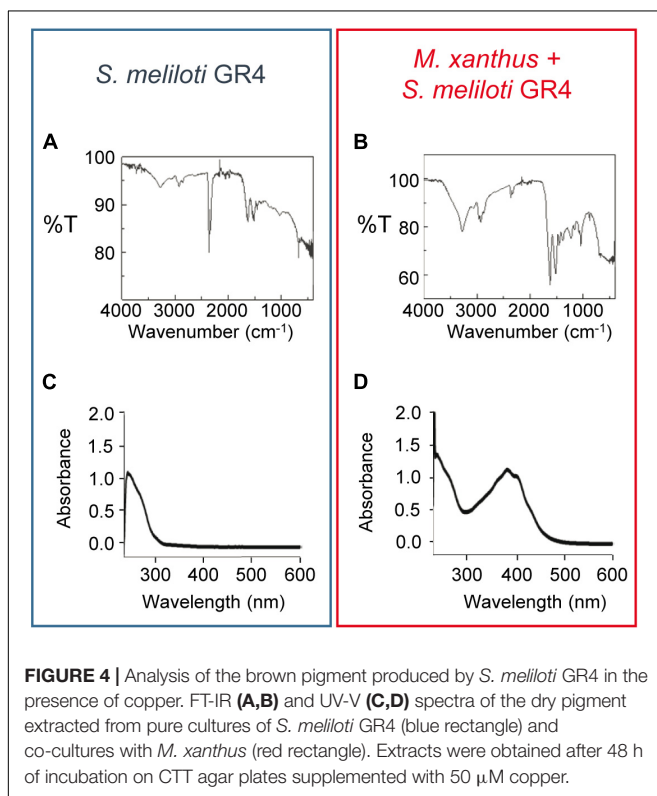 S. meliloti GR4
M. xanthus +
S. meliloti GR4
A
100
90
80
%T
4000 3000 2000 1000
Wavenumber (cm-1)
B
100
80
60
%T
4000 3000 2000 1000
Wavenumber (cm-1)
C
2.0
1.5
1.0
0.5
0.0
Absorbance
300 400 500 600
Wavelength (nm)
D
2.0
1.5
1.0
0.5
0.0
Absorbance
300 400 500 600
Wavelength (nm)
FIGURE 4 | Analysis of the brown pigment produced by S. meliloti GR4 in the
presence of copper. FT-IR (A,B) and UV-V (C,D) spectra of the dry pigment
extracted from pure cultures of S. meliloti GR4 (blue rectangle) and
co-cultures with M. xanthus (red rectangle). Extracts were obtained after 48 h
of incubation on CTT agar plates supplemented with 50 μM copper.